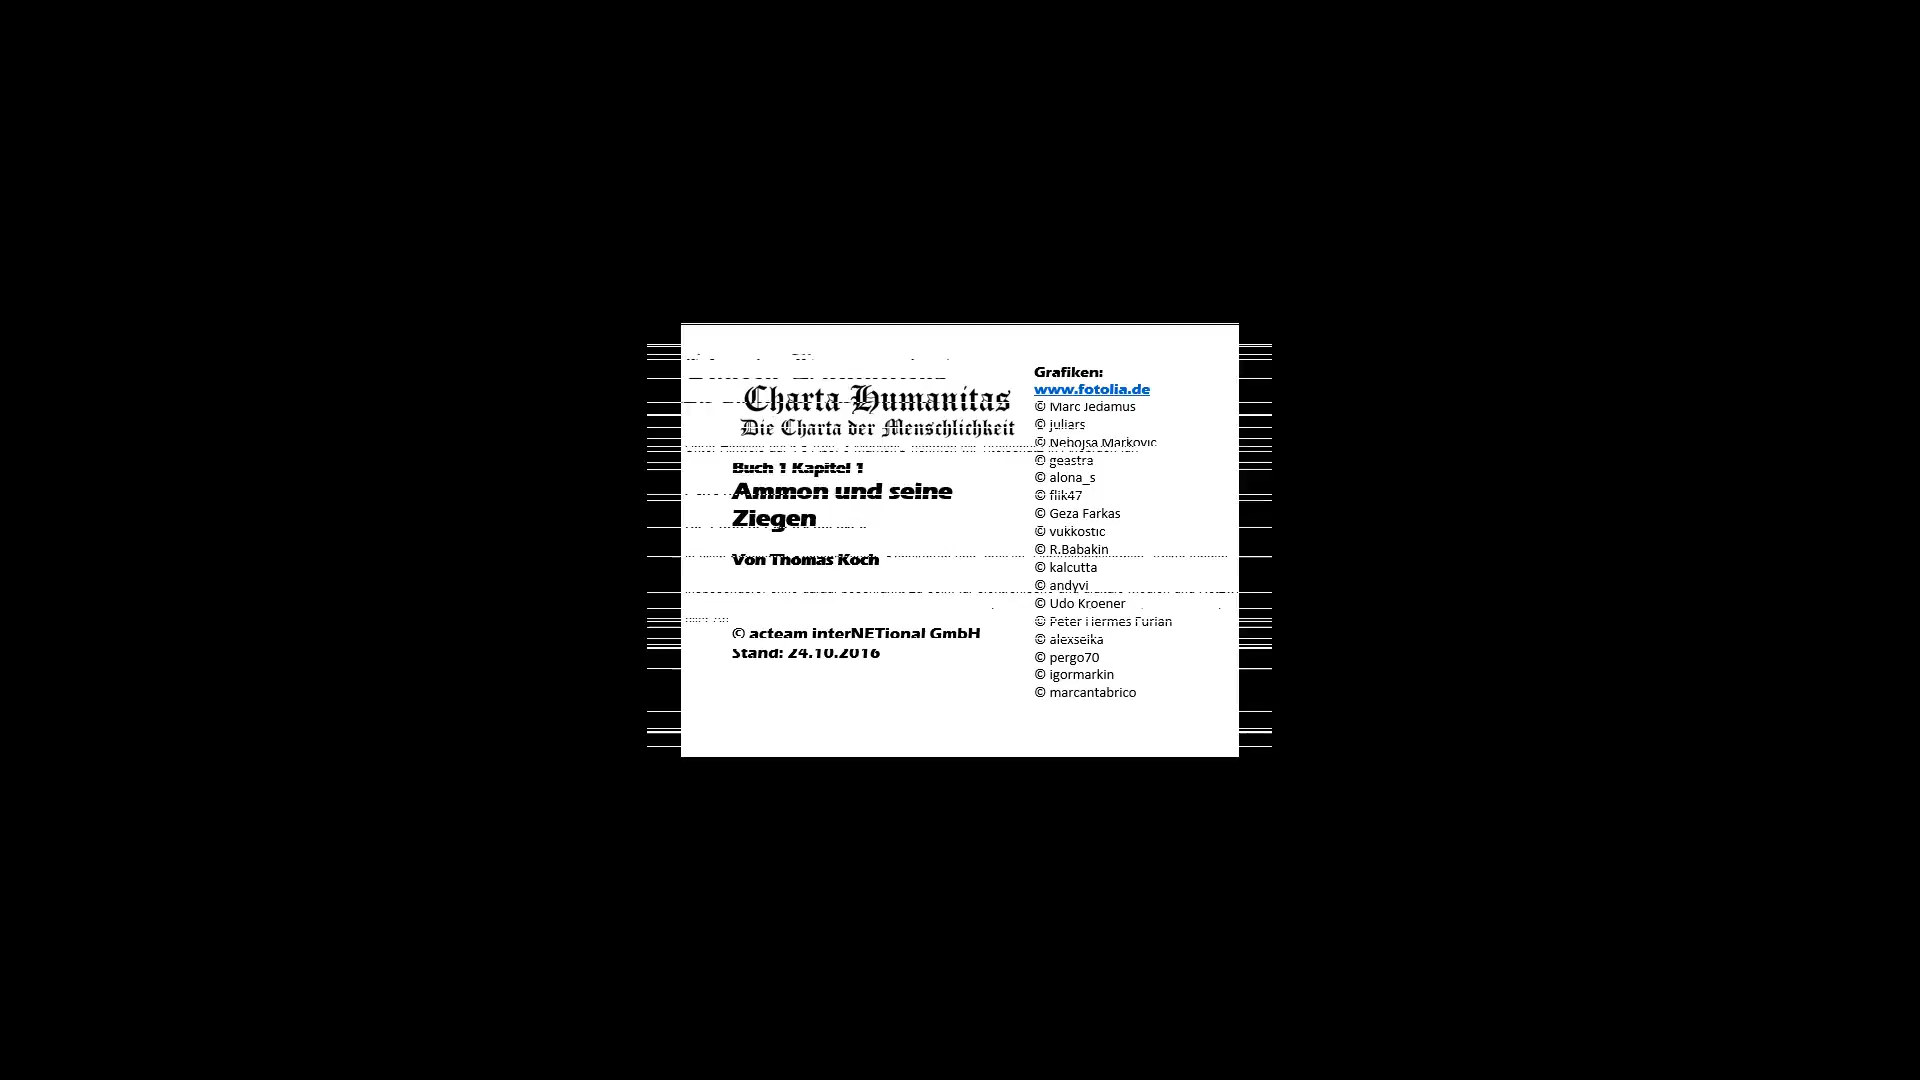 Charta Humanitas
Die Charta der Menschlichkeit
Buch 1 Kapitel 1
Ammon und seine
Ziegen
Von Thomas Koch
© acteam interNETional GmbH
Stand: 24.10.2016
Grafiken:
www.fotolia.de
© Marc Jedamus
© juliars
© Nebojsa Markovic
© geastra
© alona_s
© flik47
© Geza Farkas
© vukkostic
© R.Babakin
© kalcutta
© andyvi
© Udo Kroener
© Peter Hermes Furian
© alexseika
© pergo70
© igormarkin
© marcantabrico